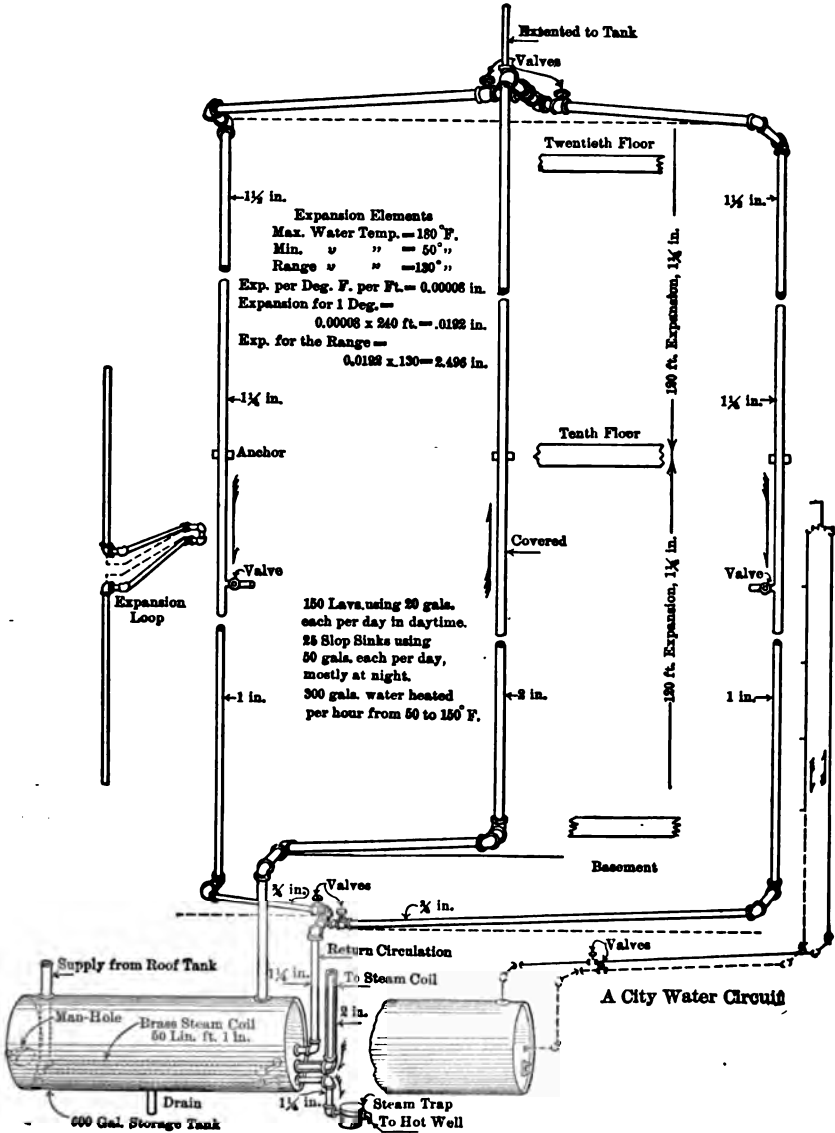 Extented to Tank
Valves
Twentieth Floor
1½ in.
1½ in.
Expansion Elements
Max. Water Temp.=180°F.
Min. " " = 50°"
Range " " =130°"
Exp. per Deg. F. per Ft.= 0.00008 in.
Expansion for 1 Deg.=
0.00008 x 240 ft.=.0192 in.
Exp. for the Range=
0.0192 x 130=2.496 in.
120 ft. Expansion, 1¼ in.
1¼ in.
1¼ in.
Anchor
Tenth Floor
Covered
Valve
Valve
Expansion
Loop
150 Lavs. using 20 gals.
each per day in daytime.
25 Slop Sinks using
50 gals. each per day,
mostly at night.
300 gals. water heated
per hour from 50 to 150°F.
120 ft. Expansion, 1¼ in.
1 in.
2 in.
1 in.
Basement
¾ in.
Valves
¾ in.
Return Circulation
Valves
Supply from Roof Tank
1¼ in.
To Steam Coil
A City Water Circuit
Man-Hole
Brass Steam Coil
50 Lin. ft. 1 in.
2 in.
Drain
1¼ in.
Steam Trap
To Hot Well
600 Gal. Storage Tank